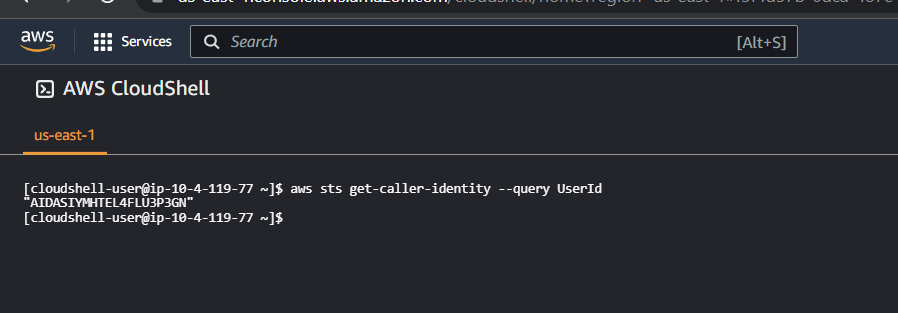 aws
Services
Search
[Alt+S]
AWS CloudShell
us-east-1
[cloudshell-user@ip-10-4-119-77 ~]$ aws sts get-caller-identity --query UserId
"AIDASIYMHTEL4FLU3P3GN"
[cloudshell-user@ip-10-4-119-77 ~]$